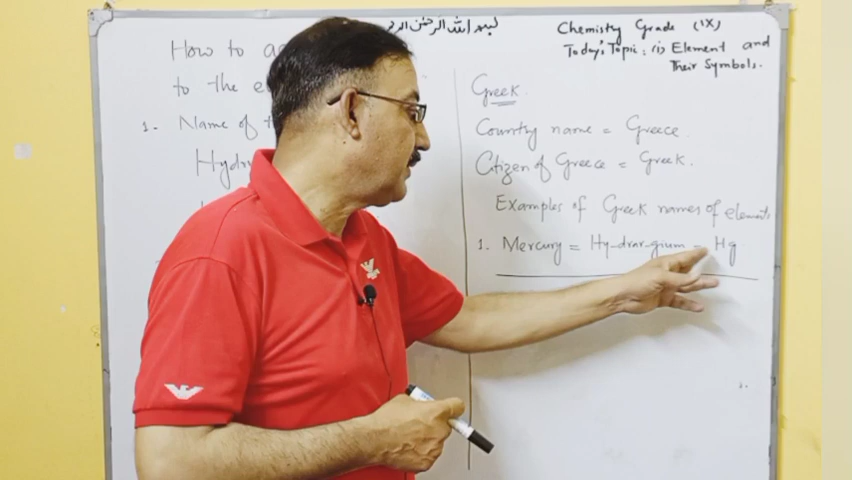 بسم اللہ الرحمٰن الرحیم
Chemistry Grade (IX)
Today's Topic: (i) Element and
Their Symbols.
How to
to the
1. Name of
Greek.
Country name = Greece
Citizen of Greece = Greek.
Examples of Greek names of elements
1. Mercury = Hy-drar-gium - Hg